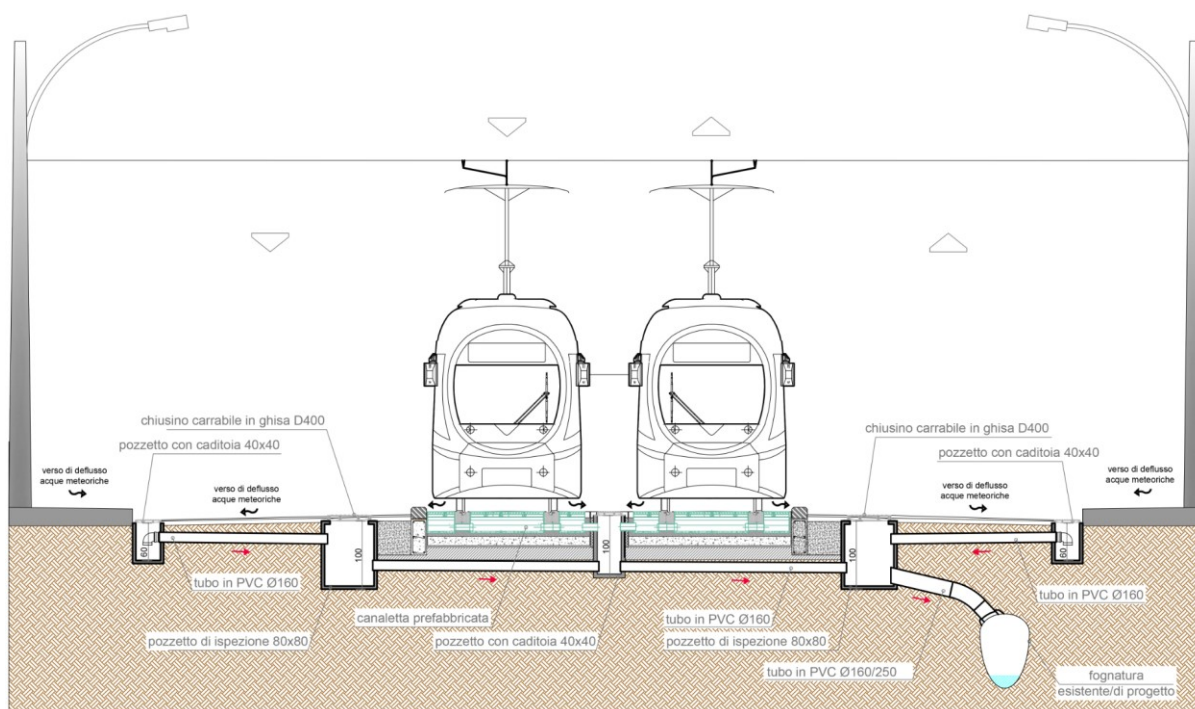 chiusino carrabile in ghisa D400
pozzetto con caditoia 40x40
verso di deflusso
acque meteoriche
verso di deflusso
acque meteoriche
chiusino carrabile in ghisa D400
pozzetto con caditoia 40x40
verso di deflusso
acque meteoriche
verso di deflusso
acque meteoriche
60
100
100
100
60
tubo in PVC Ø160
canaletta prefabbricata
pozzetto di ispezione 80x80
pozzetto con caditoia 40x40
tubo in PVC Ø160
pozzetto di ispezione 80x80
tubo in PVC Ø160/250
tubo in PVC Ø160
fognatura
esistente/di progetto